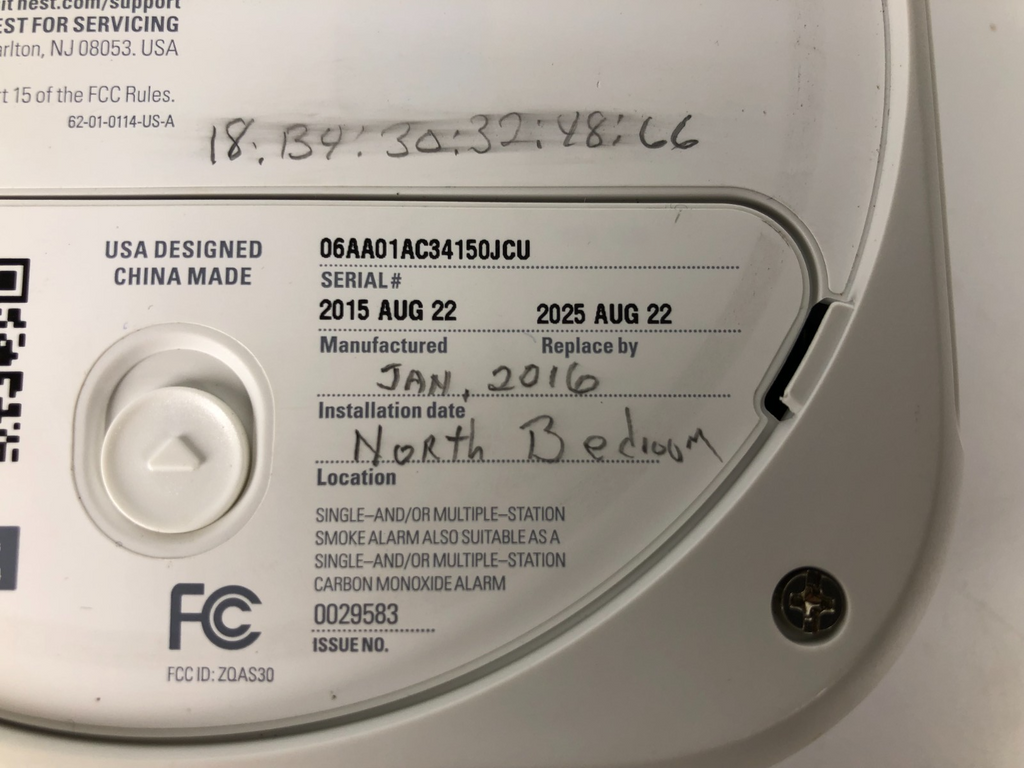 it nest.com/support
EST FOR SERVICING
arlton, NJ 08053. USA
t 15 of the FCC Rules.
62-01-0114-US-A
18:B4:30:32:48:66
USA DESIGNED
CHINA MADE
06AA01AC34150JCU
SERIAL#
2015 AUG 22 2025 AUG 22
Manufactured Replace by
JAN, 2016
Installation date
North Bedroom
Location
SINGLE-AND/OR MULTIPLE-STATION
SMOKE ALARM ALSO SUITABLE AS A
SINGLE-AND/OR MULTIPLE-STATION
CARBON MONOXIDE ALARM
0029583
ISSUE NO.
FC
FCC ID: ZQAS30